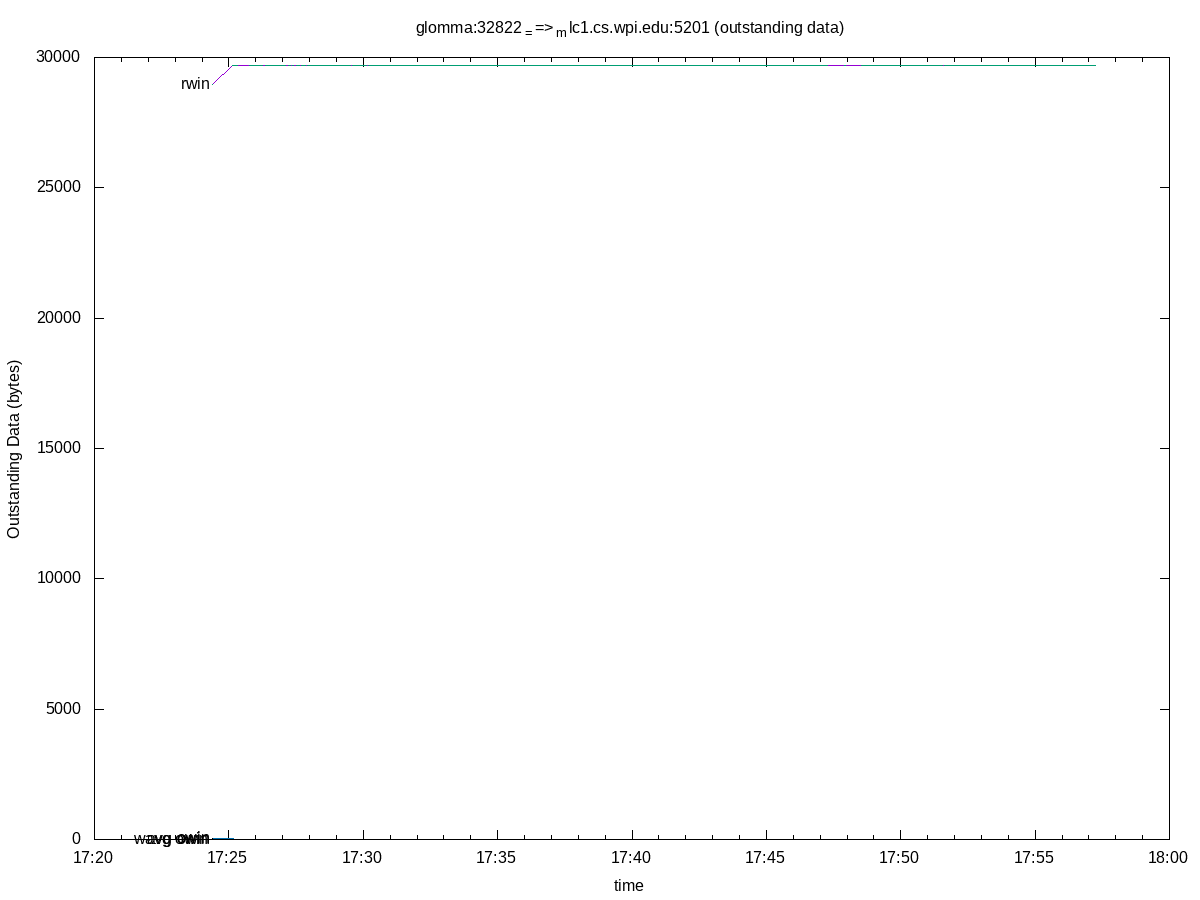 glomma:32822 = => m lc1.cs.wpi.edu:5201 (outstanding data)
30000
rwin
25000
20000
15000
10000
5000
0
Outstanding Data (bytes)
17:20 17:25 17:30 17:35 17:40 17:45 17:50 17:55 18:00
time